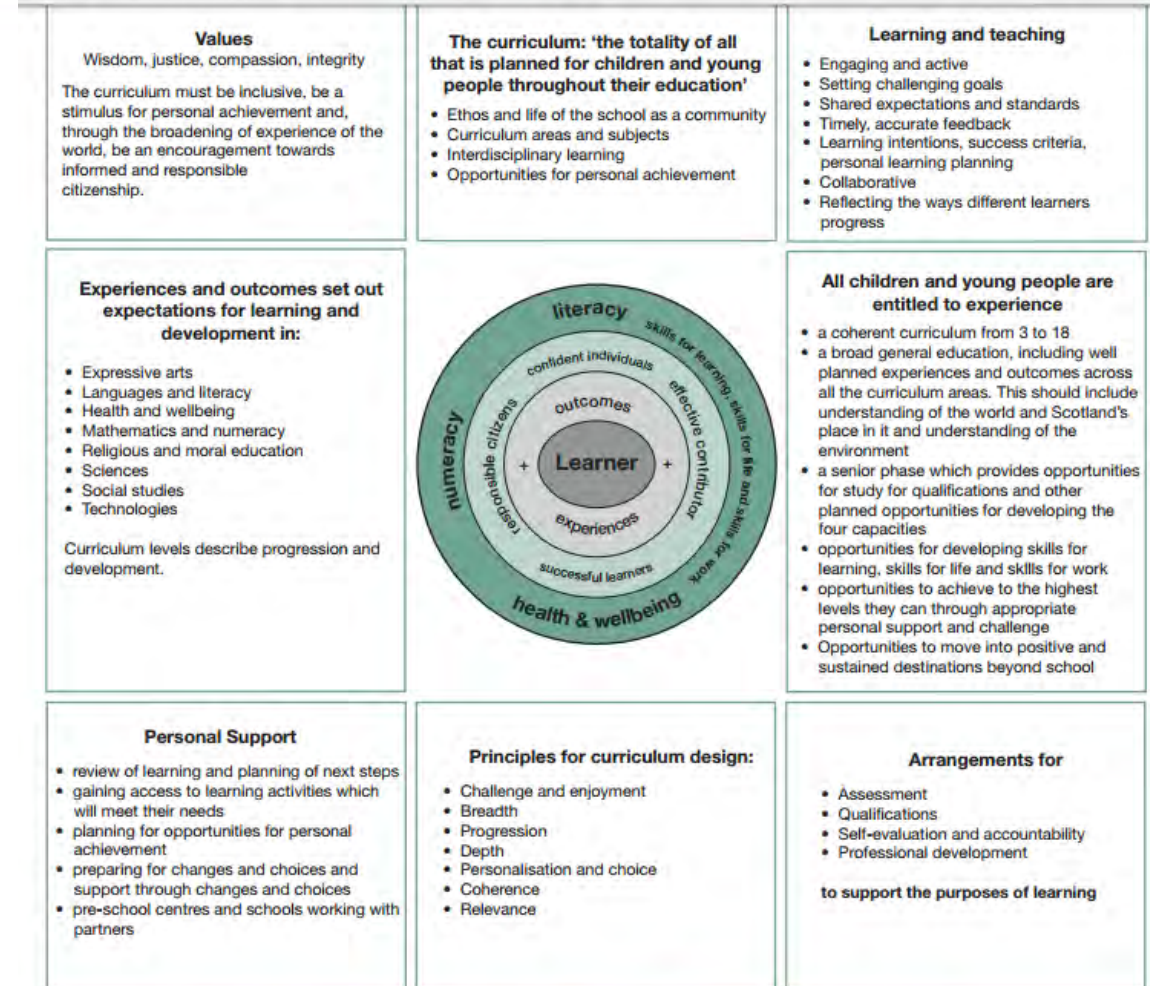 Values
Wisdom, justice, compassion, integrity
The curriculum must be inclusive, be a
stimulus for personal achievement and,
through the broadening of experience of the
world, be an encouragement towards
informed and responsible
citizenship.
The curriculum: ‘the totality of all
that is planned for children and young
people throughout their education’
• Ethos and life of the school as a community
• Curriculum areas and subjects
• Interdisciplinary learning
• Opportunities for personal achievement
Learning and teaching
• Engaging and active
• Setting challenging goals
• Shared expectations and standards
• Timely, accurate feedback
• Learning intentions, success criteria,
personal learning planning
• Collaborative
• Reflecting the ways different learners
progress
Experiences and outcomes set out
expectations for learning and
development in:
• Expressive arts
• Languages and literacy
• Health and wellbeing
• Mathematics and numeracy
• Religious and moral education
• Sciences
• Social studies
• Technologies
Curriculum levels describe progression and
development.
literacy
skills for learning, skills for life and skills for work
health & wellbeing
numeracy
confident individuals
effective contributor
successful learners
responsible citizens
outcomes
+ Learner +
experiences
All children and young people are
entitled to experience
• a coherent curriculum from 3 to 18
• a broad general education, including well
planned experiences and outcomes across
all the curriculum areas. This should include
understanding of the world and Scotland’s
place in it and understanding of the
environment
• a senior phase which provides opportunities
for study for qualifications and other
planned opportunities for developing the
four capacities
• opportunities for developing skills for
learning, skills for life and skills for work
• opportunities to achieve to the highest
levels they can through appropriate
personal support and challenge
• Opportunities to move into positive and
sustained destinations beyond school
Personal Support
• review of learning and planning of next steps
• gaining access to learning activities which
will meet their needs
• planning for opportunities for personal
achievement
• preparing for changes and choices and
support through changes and choices
• pre-school centres and schools working with
partners
Principles for curriculum design:
• Challenge and enjoyment
• Breadth
• Progression
• Depth
• Personalisation and choice
• Coherence
• Relevance
Arrangements for
• Assessment
• Qualifications
• Self-evaluation and accountability
• Professional development
to support the purposes of learning